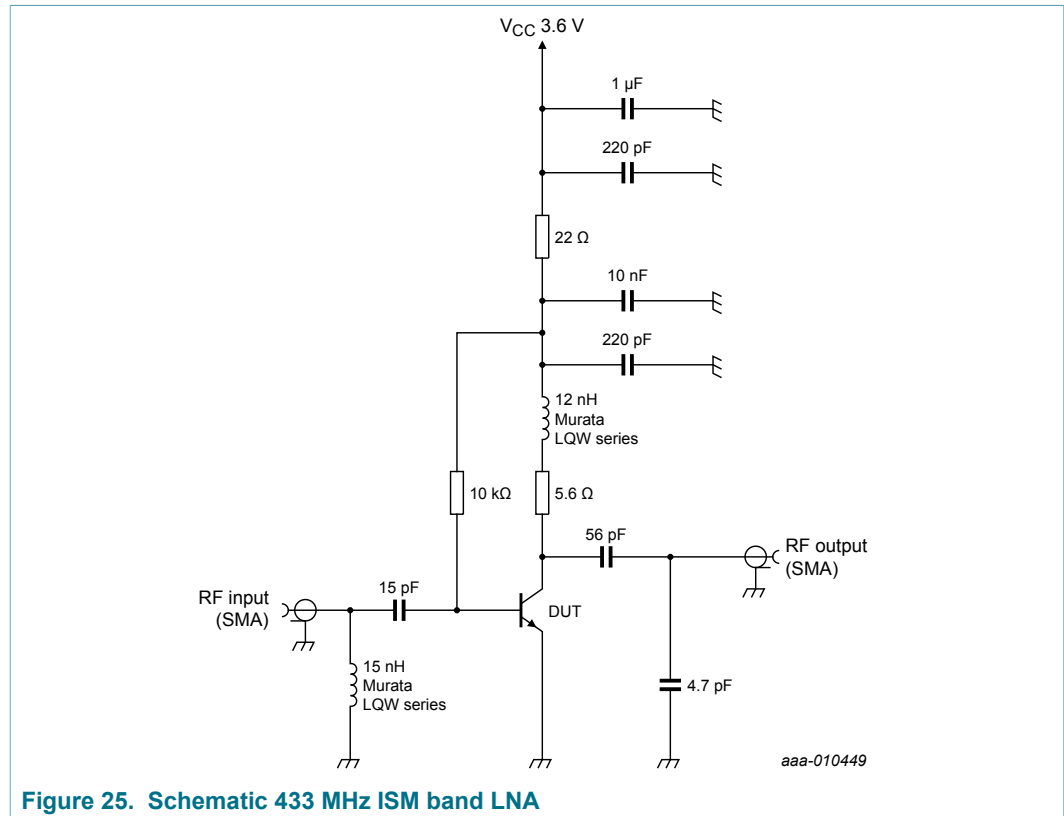 VCC 3.6 V
1 µF
220 pF
22 Ω
10 nF
220 pF
12 nH
Murata
LQW series
10 kΩ
5.6 Ω
56 pF
RF output
(SMA)
15 pF
RF input
(SMA)
DUT
15 nH
Murata
LQW series
4.7 pF
aaa-010449
Figure 25. Schematic 433 MHz ISM band LNA